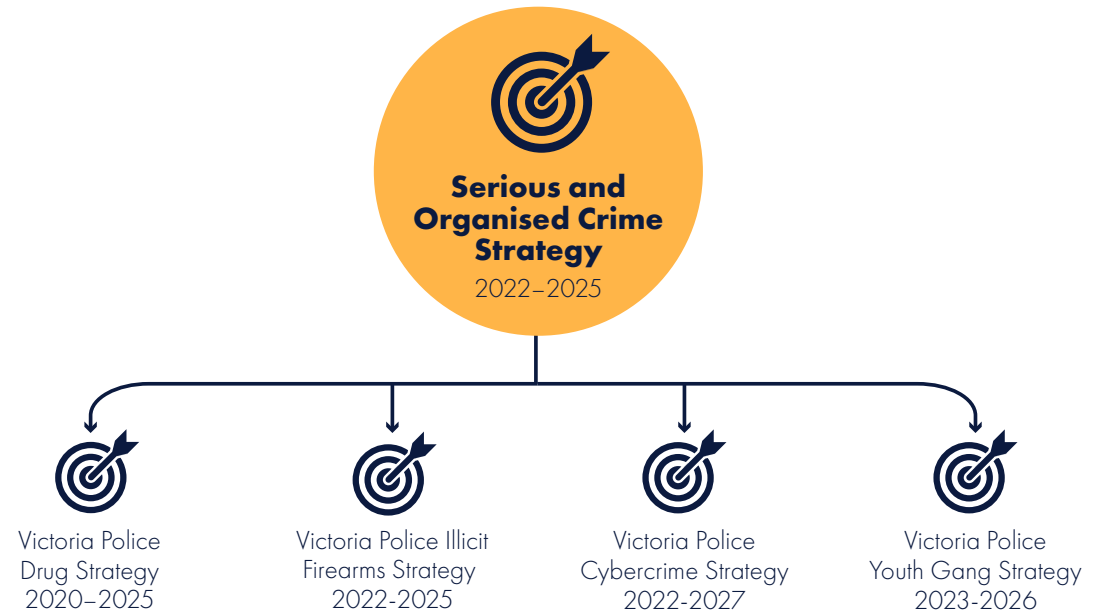 Serious and
Organised Crime
Strategy
2022–2025
Victoria Police
Drug Strategy
2020–2025
Victoria Police Illicit
Firearms Strategy
2022-2025
Victoria Police
Cybercrime Strategy
2022-2027
Victoria Police
Youth Gang Strategy
2023-2026